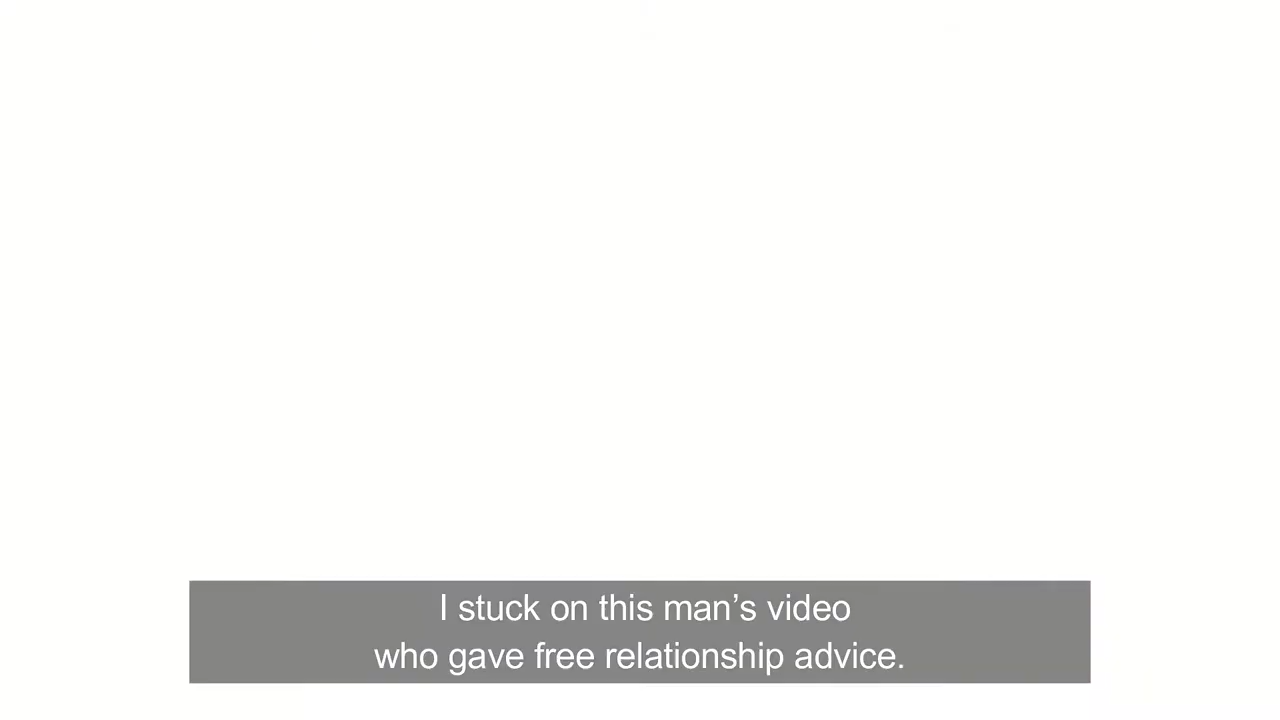 I stuck on this man’s video
who gave free relationship advice.